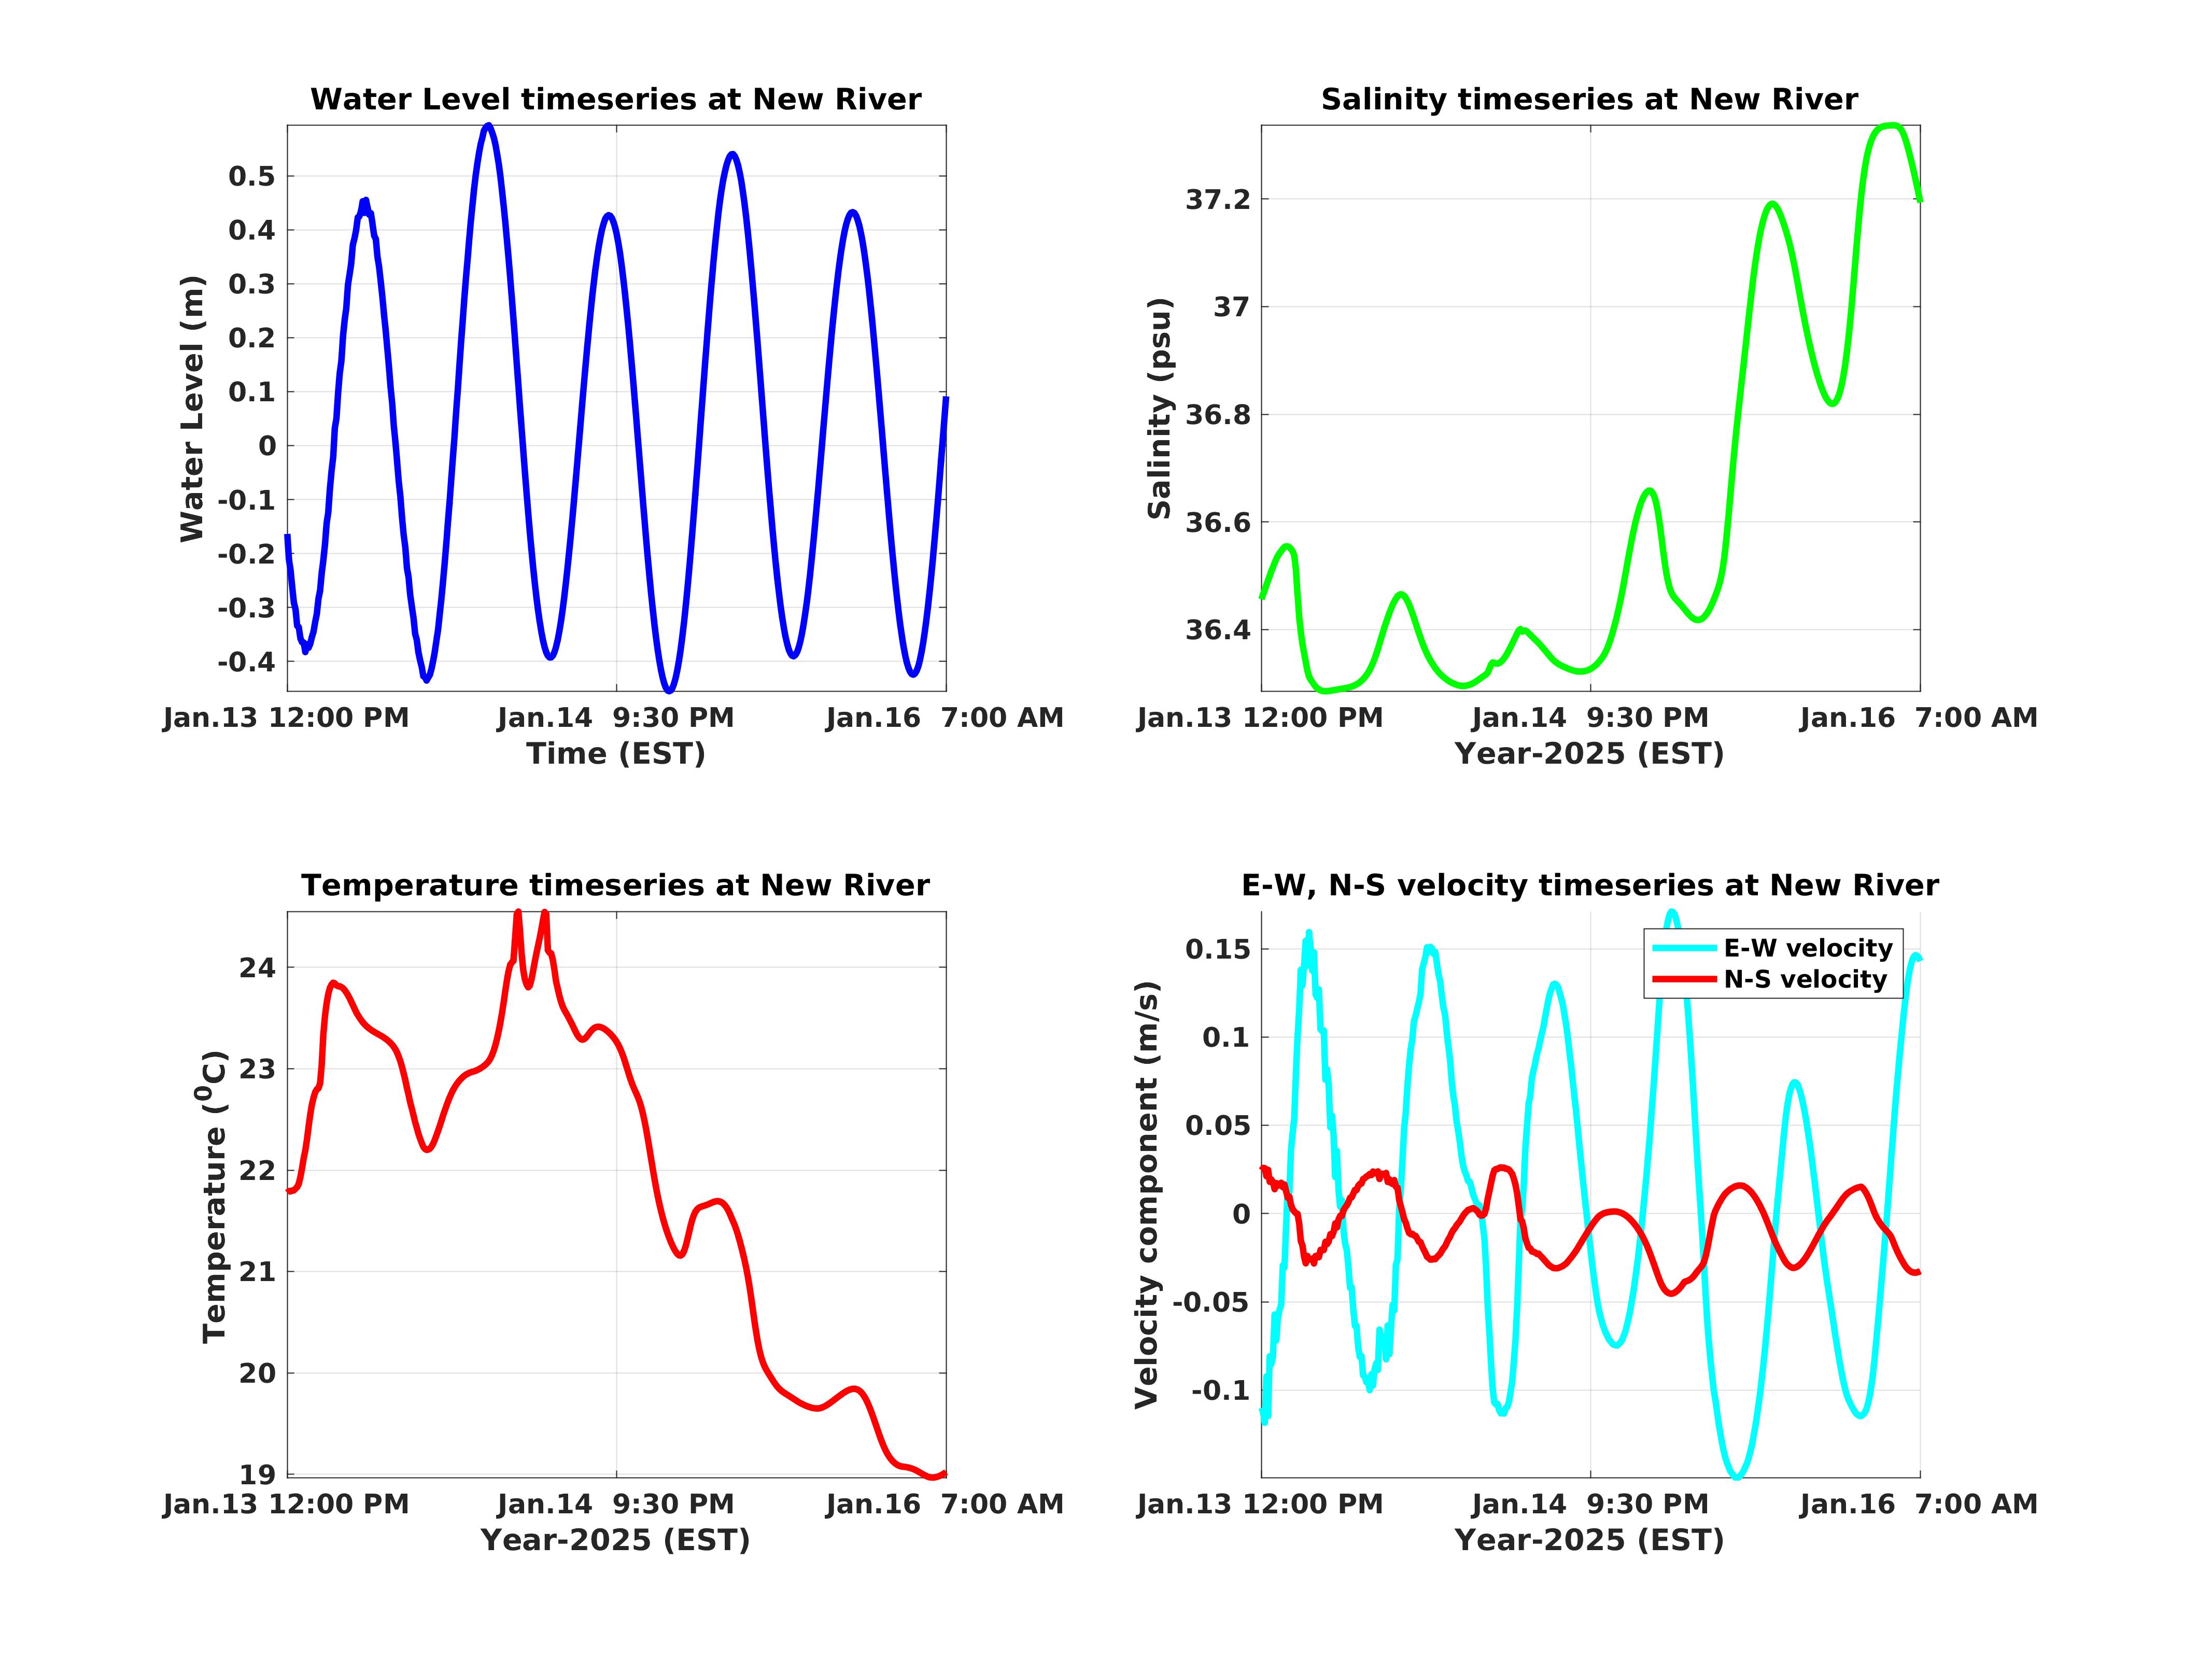 Water Level timeseries at New River
0.5
0.4
0.3
0.2
0.1
0
-0.1
-0.2
-0.3
-0.4
Water Level (m)
Jan.13 12:00 PM
Jan.14  9:30 PM
Jan.16  7:00 AM
Time (EST)
Salinity timeseries at New River
37.2
37
36.8
36.6
36.4
Salinity (psu)
Jan.13 12:00 PM
Jan.14  9:30 PM
Jan.16  7:00 AM
Year-2025 (EST)
Temperature timeseries at New River
24
23
22
21
20
19
Temperature (⁰C)
Jan.13 12:00 PM
Jan.14  9:30 PM
Jan.16  7:00 AM
Year-2025 (EST)
E-W, N-S velocity timeseries at New River
E-W velocity
N-S velocity
0.15
0.1
0.05
0
-0.05
-0.1
Velocity component (m/s)
Jan.13 12:00 PM
Jan.14  9:30 PM
Jan.16  7:00 AM
Year-2025 (EST)